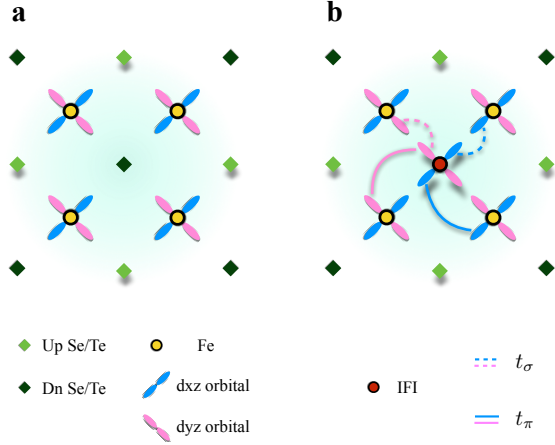 a
b
Up Se/Te
Fe
Dn Se/Te
dxz orbital
dyz orbital
IFI
tσ
tπ